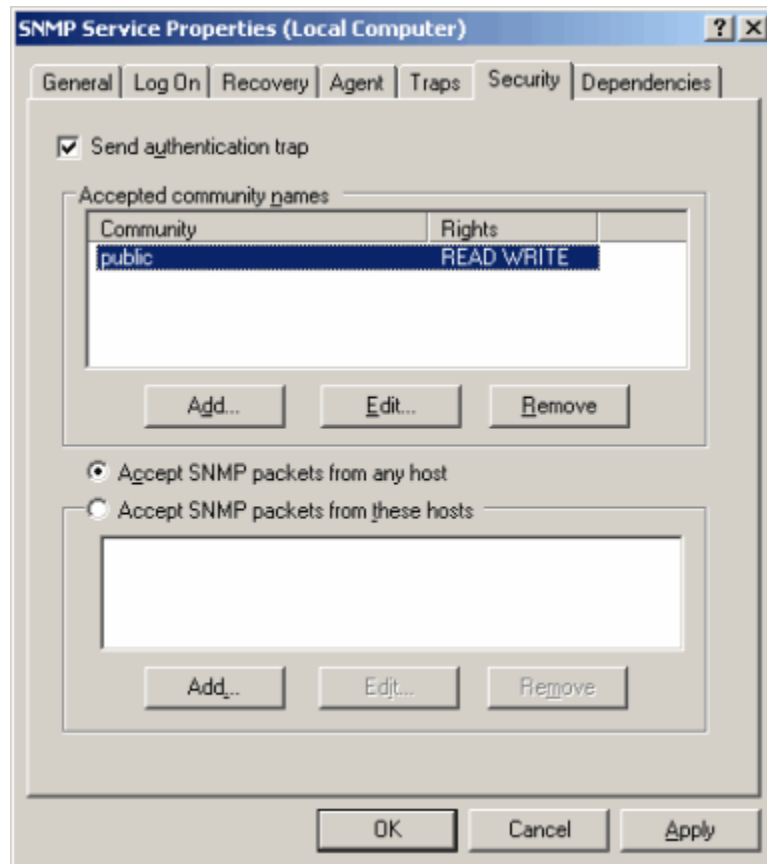 SNMP Service Properties (Local Computer)
General Log On Recovery Agent Traps Security Dependencies
Send authentication trap
Accepted community names
Community Rights
public READ WRITE
Add... Edit... Remove
Accept SNMP packets from any host
Accept SNMP packets from these hosts
Add... Edit... Remove
OK Cancel Apply